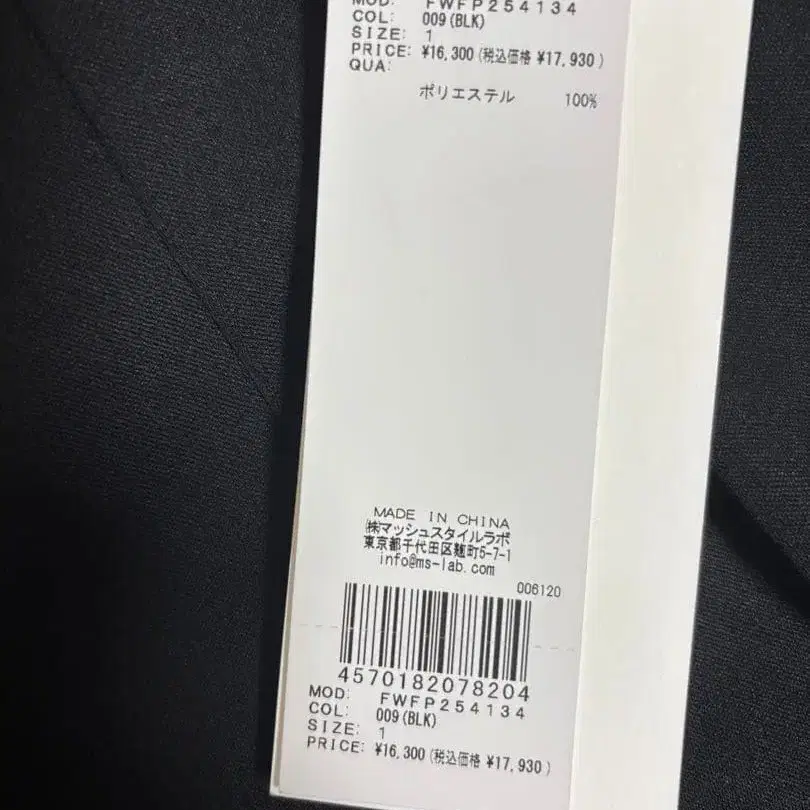 MOD: FWFP254134
COL: 009(BLK)
SIZE: 1
PRICE: ¥16,300(税込価格 ¥17,930)
QUA:
ポリエステル 100%
MADE IN CHINA
㈱マッシュスタイルラボ
東京都千代田区麹町5-7-1
info@ms-lab.com
006120
4570182078204
MOD: FWFP254134
COL: 009(BLK)
SIZE: 1
PRICE: ¥16,300(税込価格 ¥17,930)